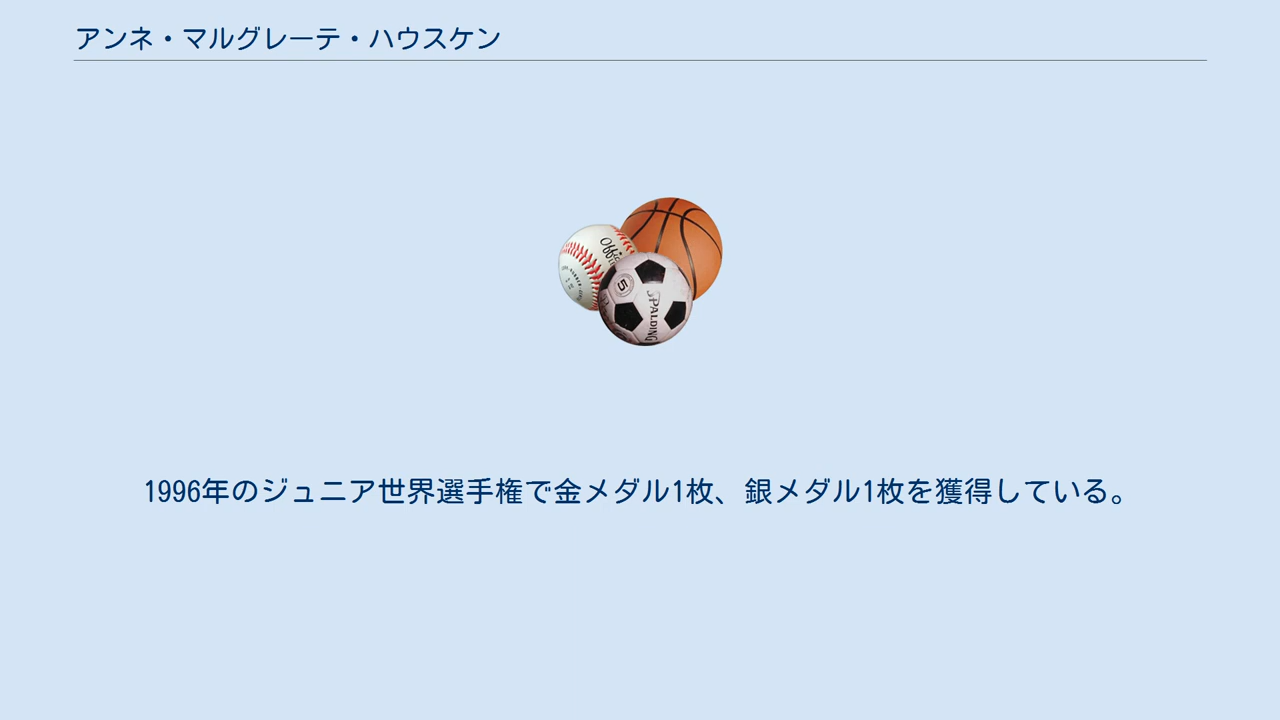 アンネ・マルグレーテ・ハウスケン
SPALDING
5
1996年のジュニア世界選手権で金メダル1枚、銀メダル1枚を獲得している。